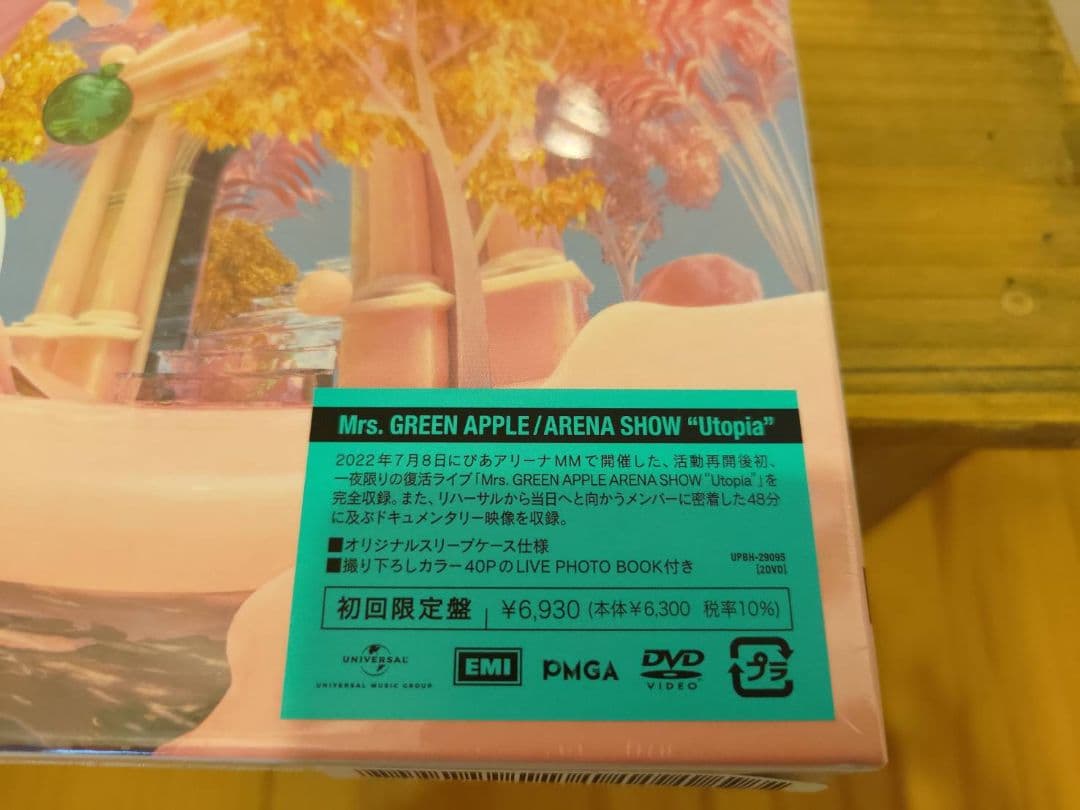 Mrs. GREEN APPLE/ARENA SHOW “Utopia”
2022年7月8日にぴあアリーナMMで開催した、活動再開後初、
一夜限りの復活ライブ「Mrs. GREEN APPLE ARENA SHOW “Utopia”」を
完全収録。また、リハーサルから当日へと向かうメンバーに密着した48分
に及ぶドキュメンタリー映像を収録。
■オリジナルスリーブケース仕様
■撮り下ろしカラー40PのLIVE PHOTO BOOK付き
UPBH-29095
[2DVD]
初回限定盤 ¥6,930 (本体¥6,300 税率10%)
UNIVERSAL
UNIVERSAL MUSIC GROUP
EMI
PMGA
DVD
VIDEO
プラ